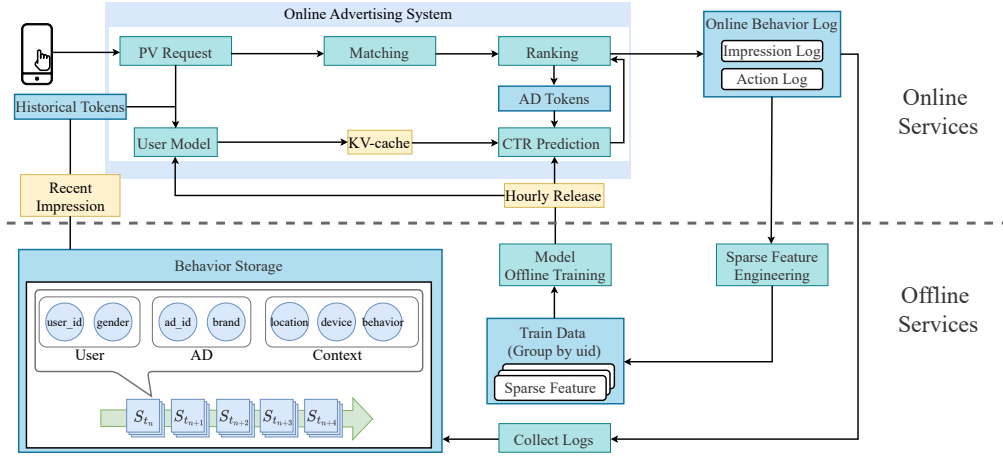 Online Advertising System
PV Request
Matching
Ranking
Online Behavior Log
Impression Log
Action Log
Historical Tokens
AD Tokens
Online
Services
User Model
KV-cache
CTR Prediction
Recent
Impression
Hourly Release
Behavior Storage
Model
Offline Training
Sparse Feature
Engineering
user_id
gender
ad_id
brand
location
device
behavior
User
AD
Context
Offline
Services
Train Data
(Group by uid)
Sparse Feature
$S_{t_n}$
$S_{t_{n+1}}$
$S_{t_{n+2}}$
$S_{t_{n+3}}$
$S_{t_{n+4}}$
Collect Logs